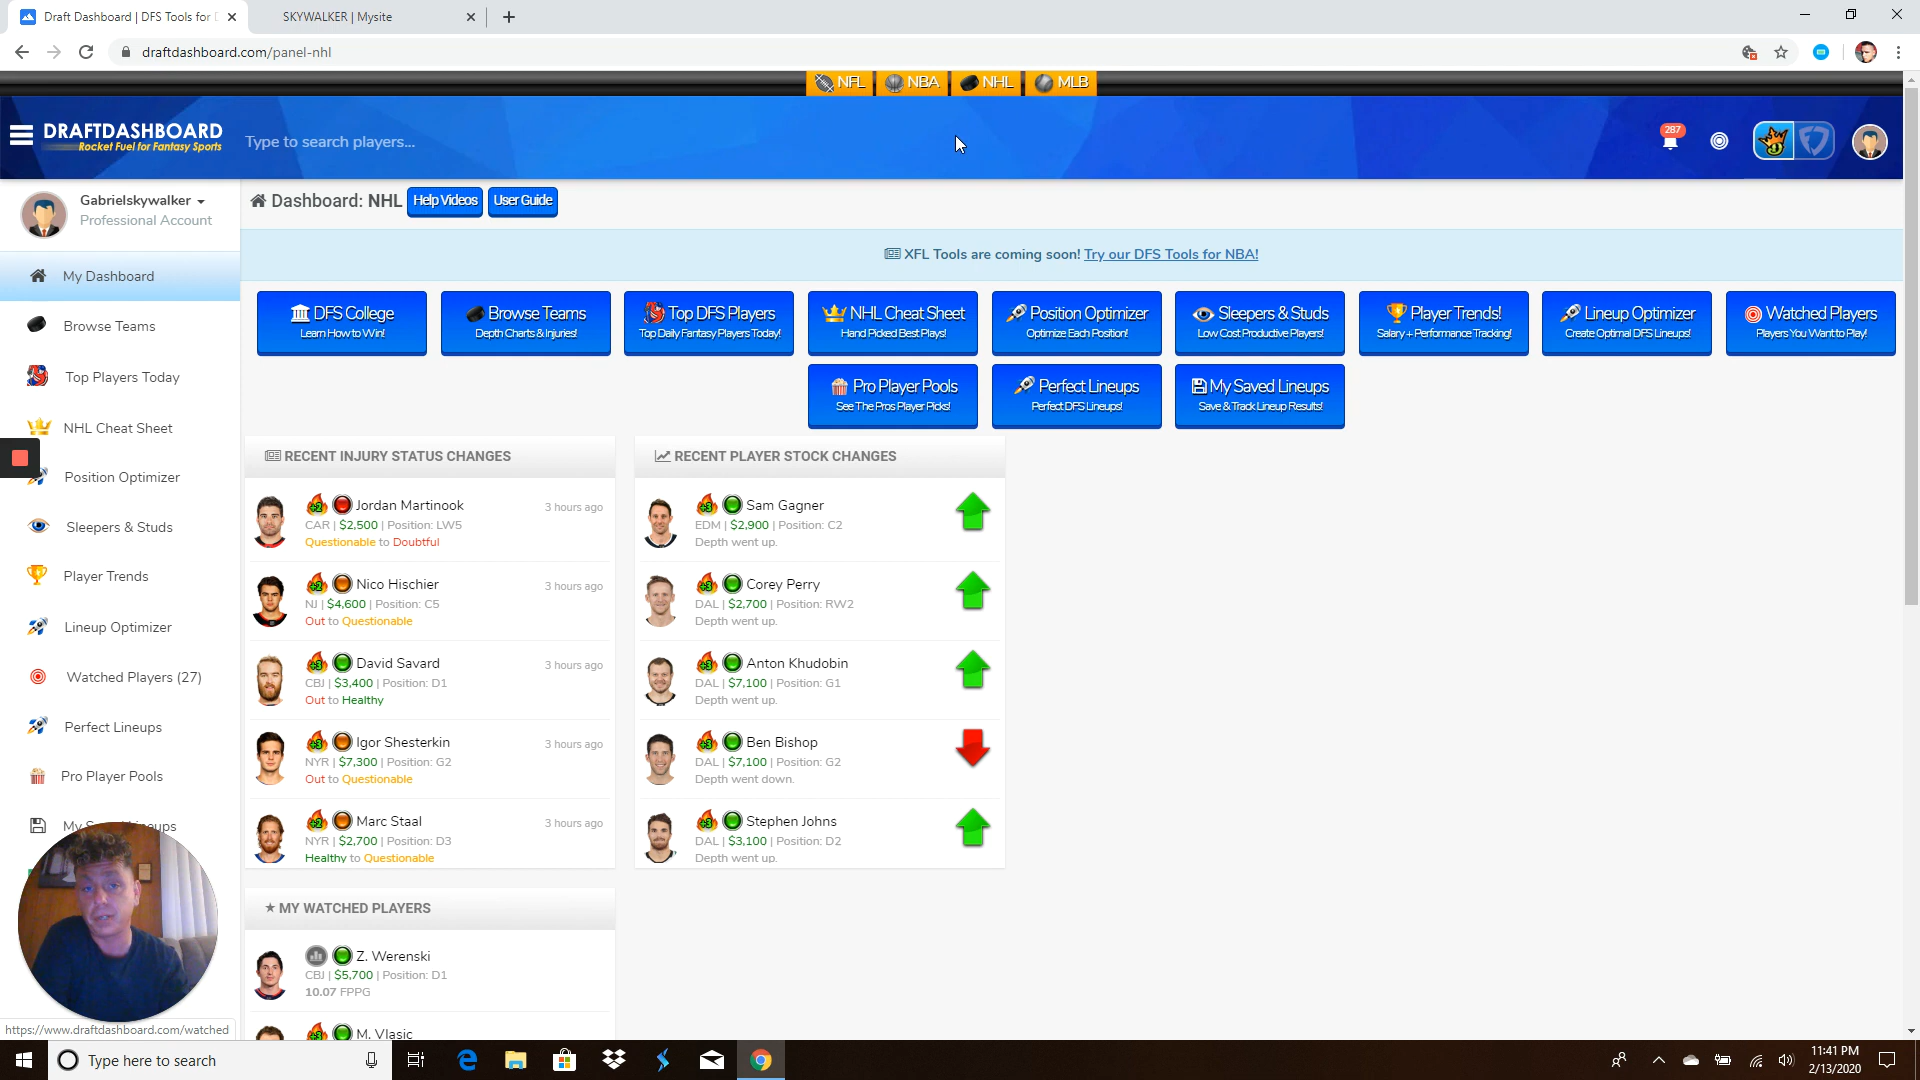 Draft Dashboard | DFS Tools for D
SKYWALKER | Mysite
draftdashboard.com/panel-nhl
NFL
NBA
NHL
MLB
DRAFTDASHBOARD
Rocket Fuel for Fantasy Sports
Type to search players...
287
Gabrielskywalker
Professional Account
Dashboard: NHL
Help Videos
User Guide
XFL Tools are coming soon! Try our DFS Tools for NBA!
My Dashboard
Browse Teams
Top Players Today
NHL Cheat Sheet
Position Optimizer
Sleepers & Studs
Player Trends
Lineup Optimizer
Watched Players (27)
Perfect Lineups
Pro Player Pools
DFS College
Learn How to Win!
Browse Teams
Depth Charts & Injuries!
Top DFS Players
Top Daily Fantasy Players Today!
NHL Cheat Sheet
Hand Picked Best Plays!
Position Optimizer
Optimize Each Position!
Sleepers & Studs
Low Cost Productive Players!
Player Trends!
Salary + Performance Tracking!
Lineup Optimizer
Create Optimal DFS Lineups!
Watched Players
Players You Want to Play!
Pro Player Pools
See The Pros Player Picks!
Perfect Lineups
Perfect DFS Lineups!
My Saved Lineups
Save & Track Lineup Results!
RECENT INJURY STATUS CHANGES
+2 Jordan Martinook 3 hours ago
CAR | $2,500 | Position: LW5
Questionable to Doubtful
+2 Nico Hischier 3 hours ago
NJ | $4,600 | Position: C5
Out to Questionable
+3 David Savard 3 hours ago
CBJ | $3,400 | Position: D1
Out to Healthy
+3 Igor Shesterkin 3 hours ago
NYR | $7,300 | Position: G2
Out to Questionable
+2 Marc Staal 3 hours ago
NYR | $2,700 | Position: D3
Healthy to Questionable
RECENT PLAYER STOCK CHANGES
+3 Sam Gagner
EDM | $2,900 | Position: C2
Depth went up.
+3 Corey Perry
DAL | $2,700 | Position: RW2
Depth went up.
+3 Anton Khudobin
DAL | $7,100 | Position: G1
Depth went up.
+3 Ben Bishop
DAL | $7,100 | Position: G2
Depth went down.
+3 Stephen Johns
DAL | $3,100 | Position: D2
Depth went up.
MY WATCHED PLAYERS
Z. Werenski
CBJ | $5,700 | Position: D1
10.07 FPPG
M. Vlasic
https://www.draftdashboard.com/watched
Type here to search
11:41 PM
2/13/2020